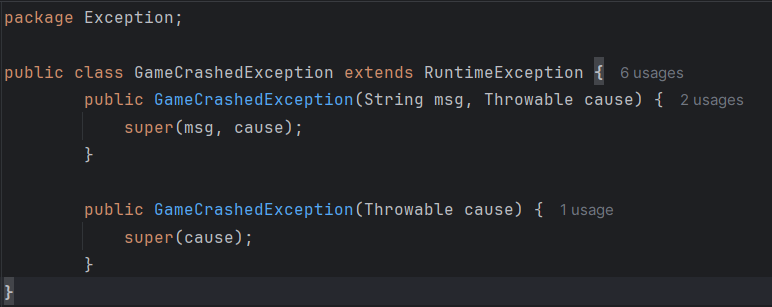 package Exception;
public class GameCrashedException extends RuntimeException { 6 usages
public GameCrashedException(String msg, Throwable cause) { 2 usages
super(msg, cause);
}
public GameCrashedException(Throwable cause) { 1 usage
super(cause);
}
}